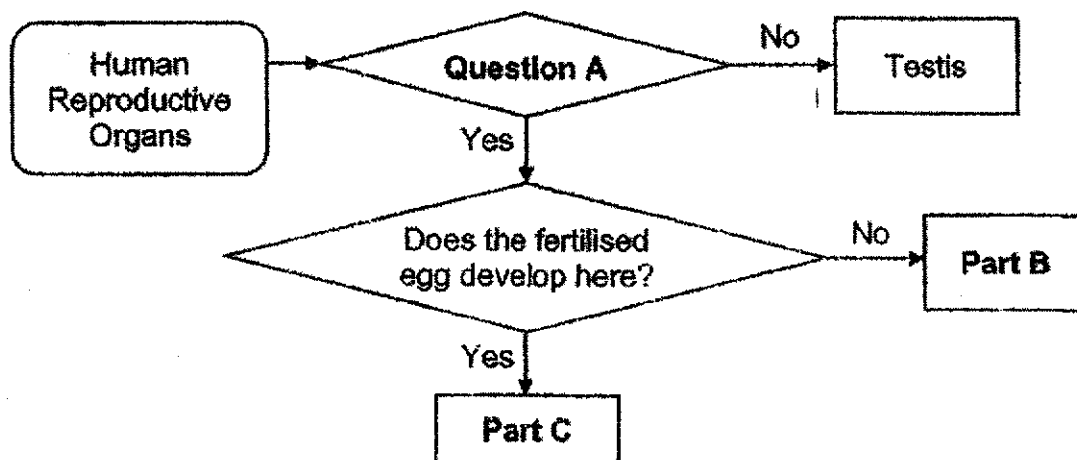 Human
Reproductive
Organs
Question A
No
Testis
Yes
Does the fertilised
egg develop here?
No
Part B
Yes
Part C